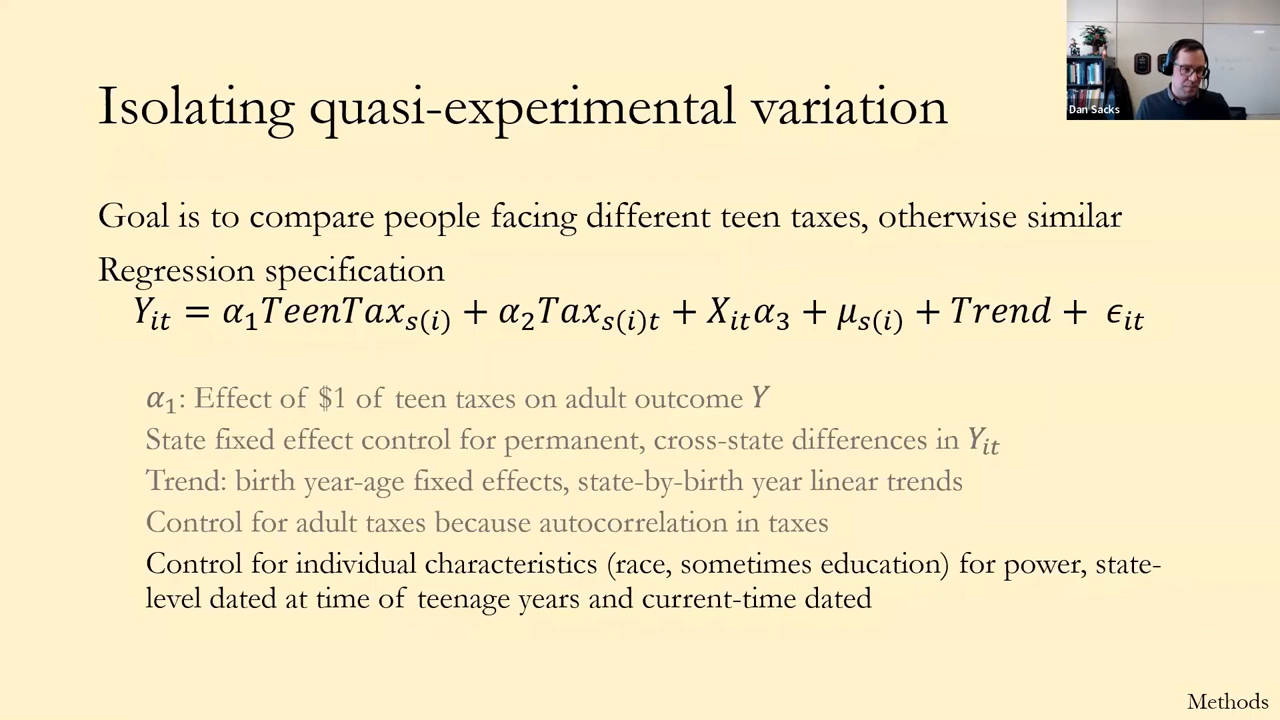 Isolating quasi-experimental variation
Dan Sacks
Goal is to compare people facing different teen taxes, otherwise similar
Regression specification
𝑌ᵢₜ = α₁TeenTax_{s(i)} + α₂Tax_{s(i)t} + Xᵢₜα₃ + μ_{s(i)} + Trend + ϵᵢₜ
α₁: Effect of $1 of teen taxes on adult outcome Y
State fixed effect control for permanent, cross-state differences in Yᵢₜ
Trend: birth year-age fixed effects, state-by-birth year linear trends
Control for adult taxes because autocorrelation in taxes
Control for individual characteristics (race, sometimes education) for power, state-
level dated at time of teenage years and current-time dated
Methods